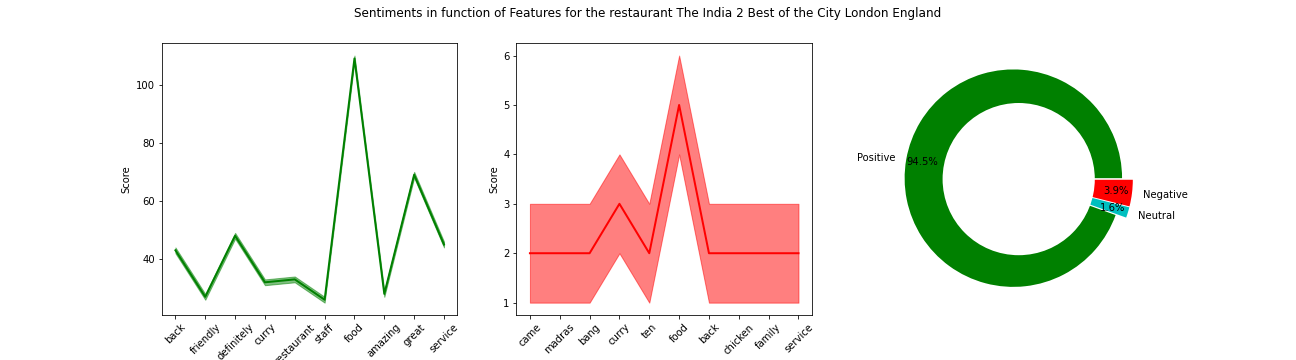 Sentiments in function of Features for the restaurant The India 2 Best of the City London England
Score
100
80
60
40
back
friendly
definitely
curry
estaurant
staff
food
amazing
great
service
Score
6
5
4
3
2
1
came
madras
bang
curry
ten
food
back
chicken
family
service
Positive
94.5%
3.9%
Negative
1.6%
Neutral